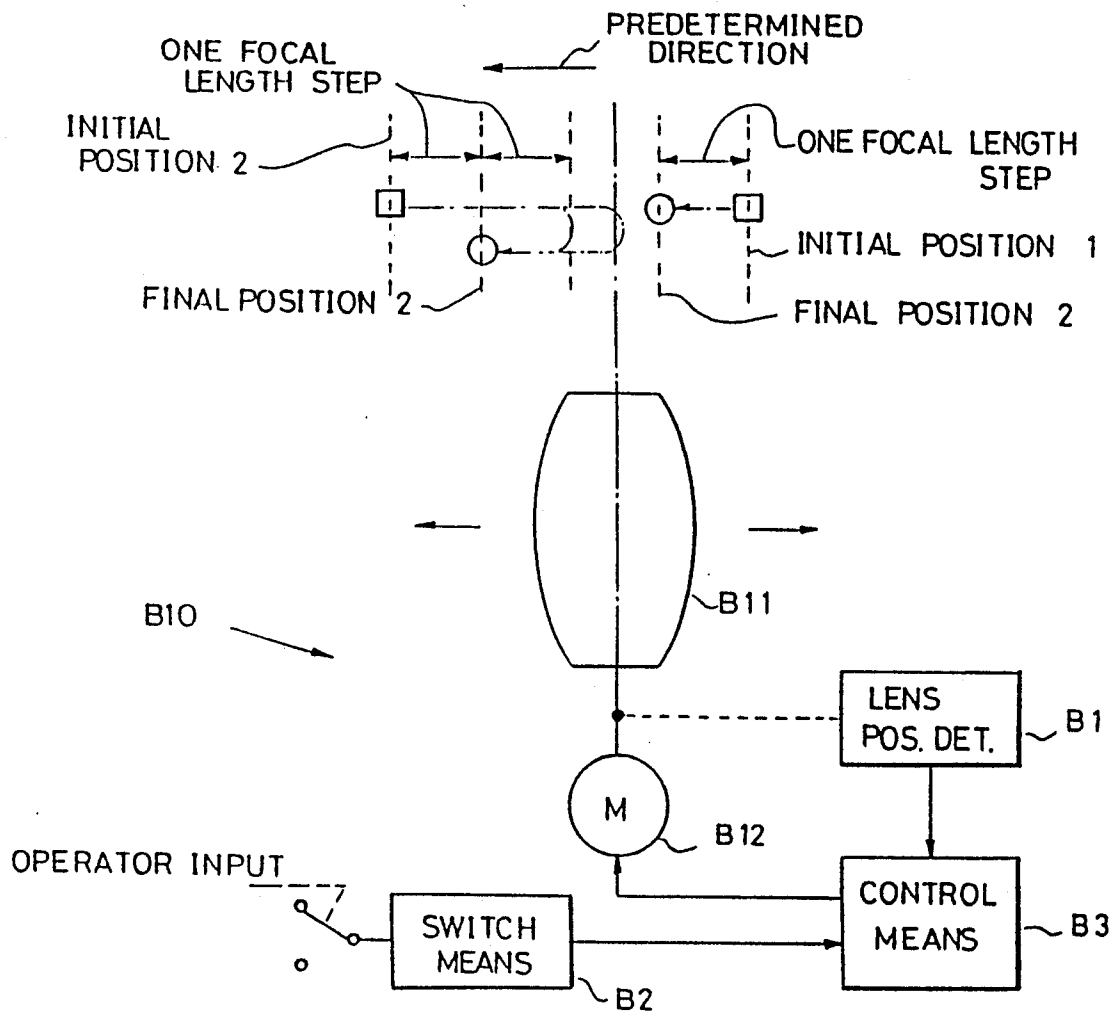 PREDETERMINED
DIRECTION
ONE FOCAL
LENGTH STEP
INITIAL
POSITION 2
ONE FOCAL LENGTH
STEP
INITIAL POSITION 1
FINAL POSITION 2
FINAL POSITION 2
B11
B10
LENS
POS. DET.
B1
M
B12
OPERATOR INPUT
CONTROL
MEANS
B3
SWITCH
MEANS
B2